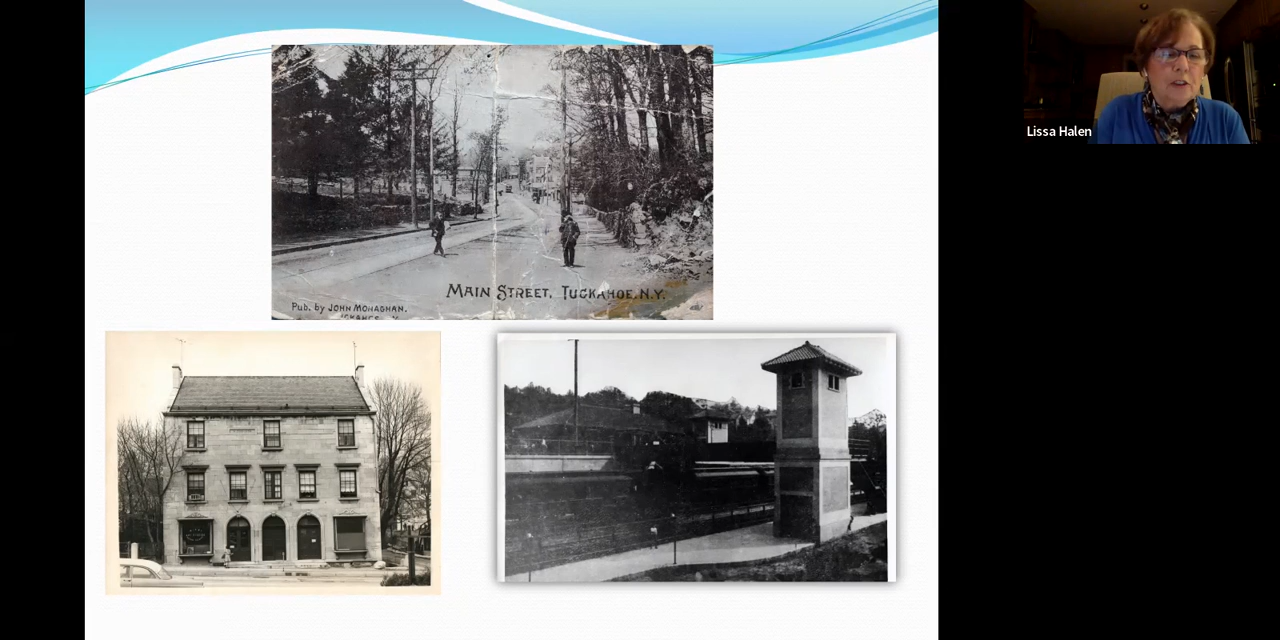 MAIN STREET, TUCKAHOE, N.Y.
Pub. by JOHN MONAGHAN.
Lissa Halen